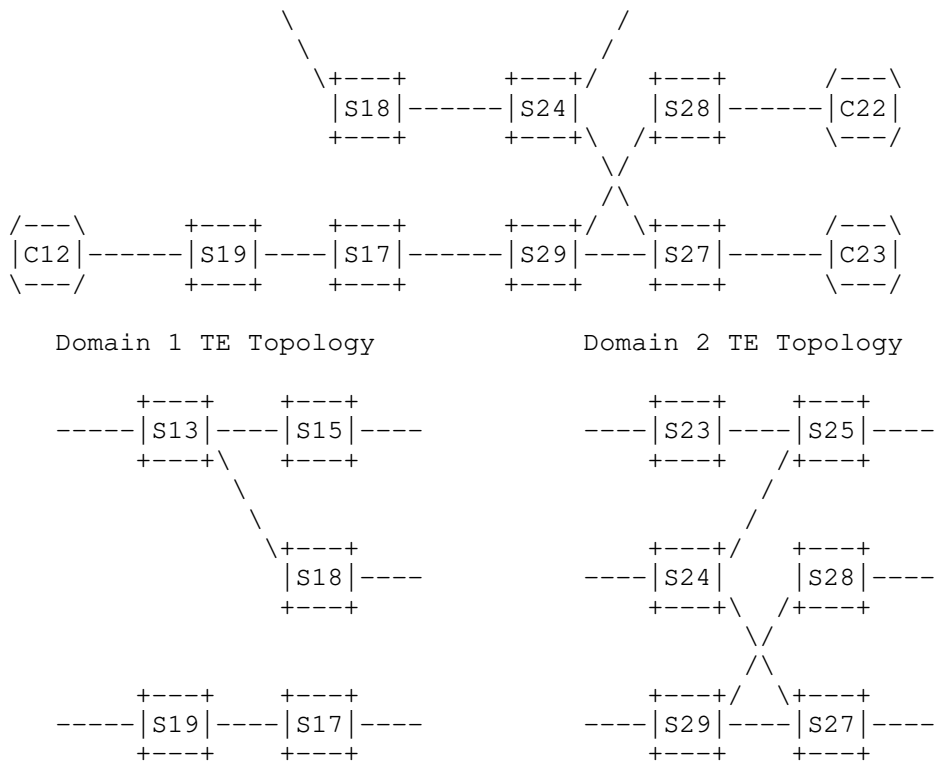 S18 S24 S28 C22
C12 S19 S17 S29 S27 C23
Domain 1 TE Topology Domain 2 TE Topology
S13 S15 S23 S25
S18 S24 S28
S19 S17 S29 S27